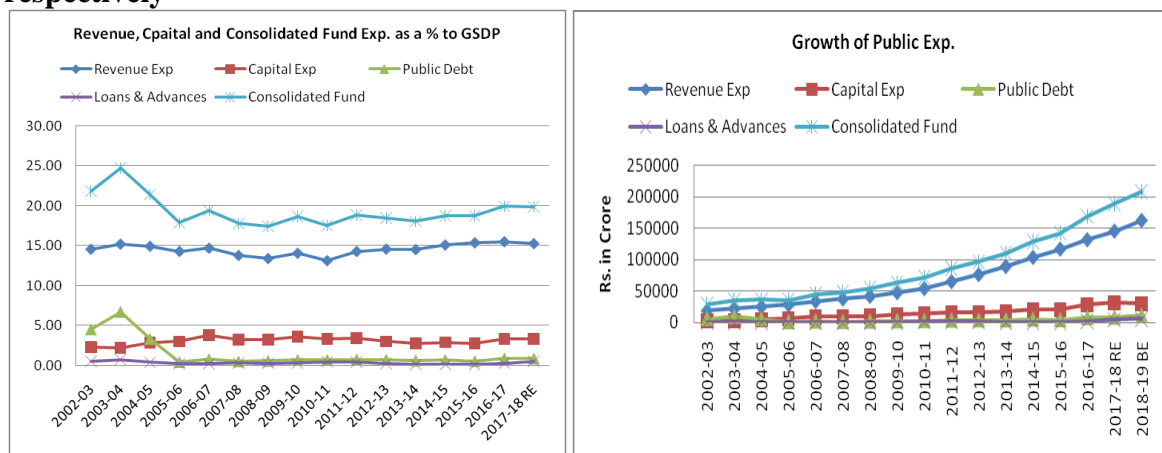 respectively
Revenue, Cpaital and Consolidated Fund Exp. as a % to GSDP
Revenue Exp
Capital Exp
Public Debt
Loans & Advances
Consolidated Fund
30.00
25.00
20.00
15.00
10.00
5.00
0.00
2002-03
2003-04
2004-05
2005-06
2006-07
2007-08
2008-09
2009-10
2010-11
2011-12
2012-13
2013-14
2014-15
2015-16
2016-17
2017-18 RE
Growth of Public Exp.
Revenue Exp
Capital Exp
Public Debt
Loans & Advances
Consolidated Fund
Rs. in Crore
250000
200000
150000
100000
50000
0
2002-03
2003-04
2004-05
2005-06
2006-07
2007-08
2008-09
2009-10
2010-11
2011-12
2012-13
2013-14
2014-15
2015-16
2016-17
2017-18 RE
2018-19 BE